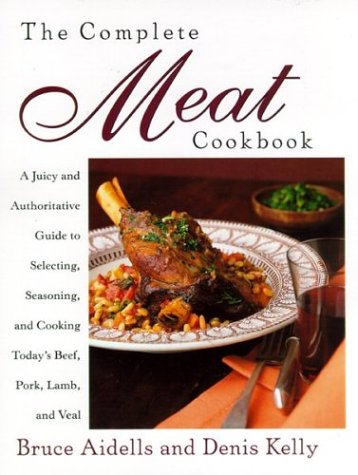 The Complete
Meat
Cookbook
A Juicy and
Authoritative
Guide to
Selecting,
Seasoning,
and Cooking
Today's Beef,
Pork, Lamb,
and Veal
Bruce Aidells and Denis Kelly